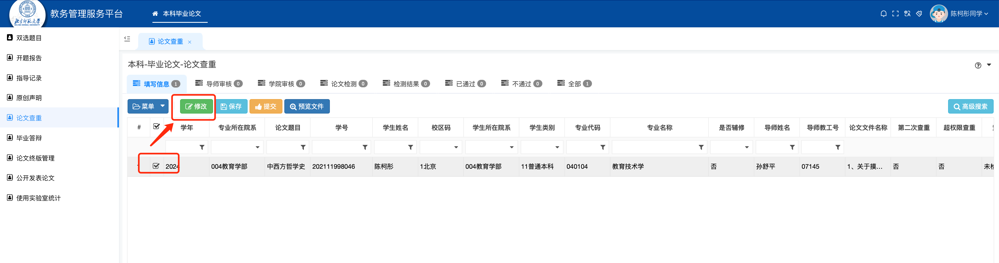 北京师范大学
BEIJING NORMAL UNIVERSITY
教务管理服务平台
本科毕业论文
陈柯彤同学
双选题目
开题报告
指导记录
原创声明
论文查重
毕业答辩
论文终版管理
公开发表论文
使用实验室统计
论文查重 ×
本科-毕业论文-论文查重
填写信息 1 导师审核 0 学院审核 0 论文检测 0 检测结果 0 已通过 0 不通过 0 全部 1
菜单 修改 保存 提交 预览文件 高级搜索
# 学年 专业所在院系 论文题目 学号 学生姓名 校区码 学生所在院系 学生类别 专业代码 专业名称 是否辅修 导师姓名 导师教工号 论文文件名称 第二次查重 超权限查重
2024 004教育学部 中西方哲学史 202111998046 陈柯彤 1北京 004教育学部 11普通本科 040104 教育技术学 否 孙舒平 07145 1、关于摸... 否 否 未